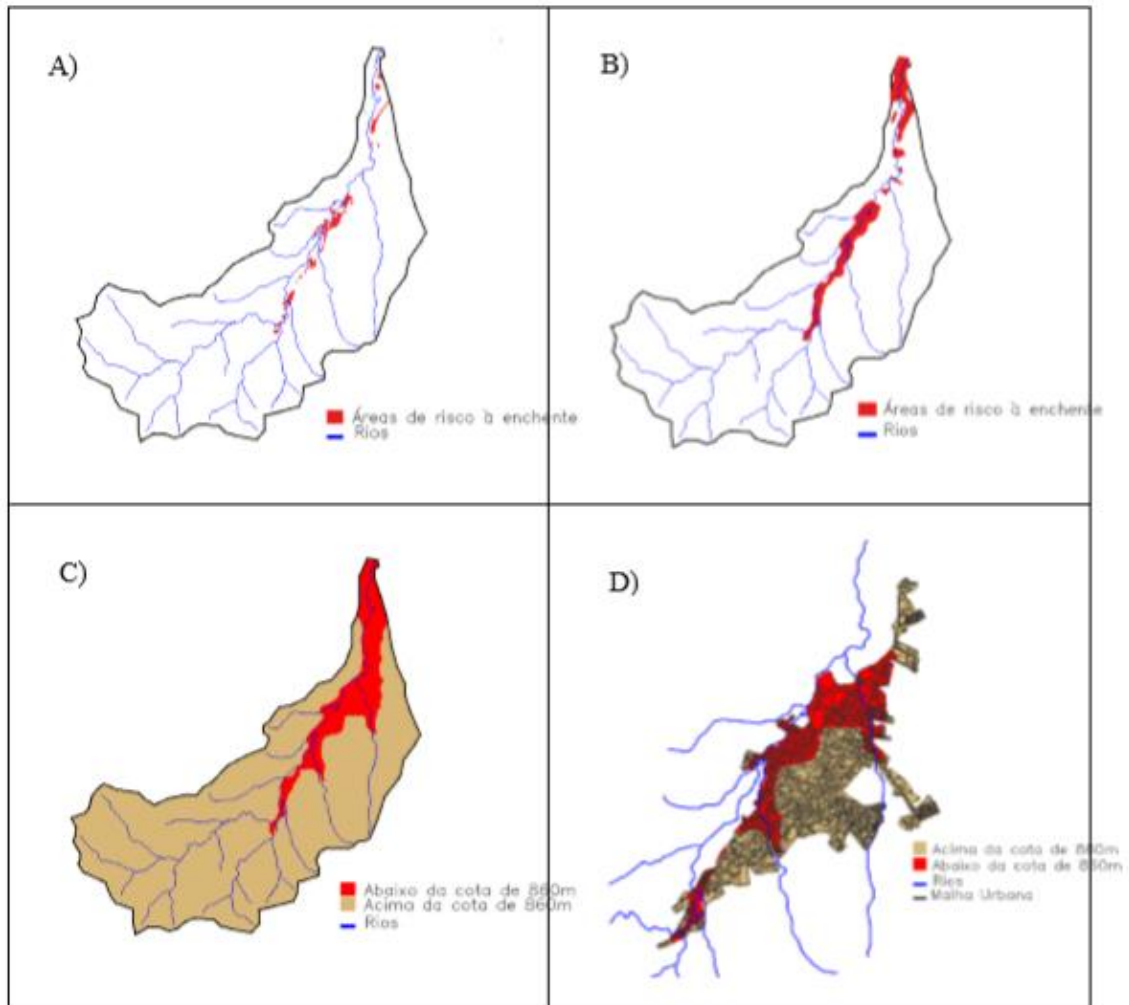 A)
Áreas de risco à enchente
Rios
B)
Áreas de risco à enchente
Rios
C)
Abaixo da cota de 860m
Acima da cota de 860m
Rios
D)
Acima da cota de 860m
Abaixo da cota de 860m
Rios
Malha Urbana